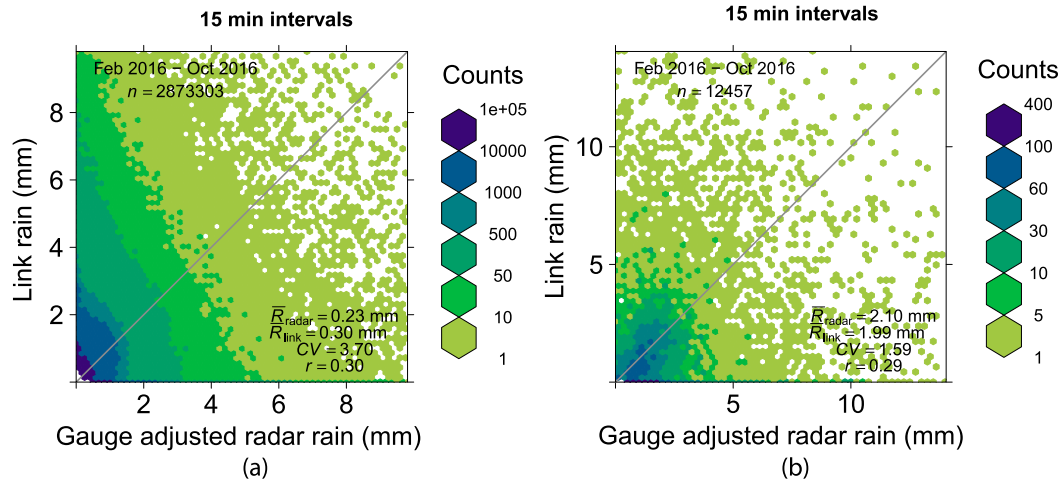 15 min intervals
Feb 2016 − Oct 2016
n = 2873303
Link rain (mm)
8
6
4
2
2
4
6
8
R̅radar = 0.23 mm
R̅link = 0.30 mm
CV = 3.70
r = 0.30
Gauge adjusted radar rain (mm)
(a)
Counts
1e+05
10000
1000
500
50
10
1
15 min intervals
Feb 2016 − Oct 2016
n = 12457
Link rain (mm)
10
5
5
10
R̅radar = 2.10 mm
R̅link = 1.99 mm
CV = 1.59
r = 0.29
Gauge adjusted radar rain (mm)
(b)
Counts
400
100
60
30
10
5
1